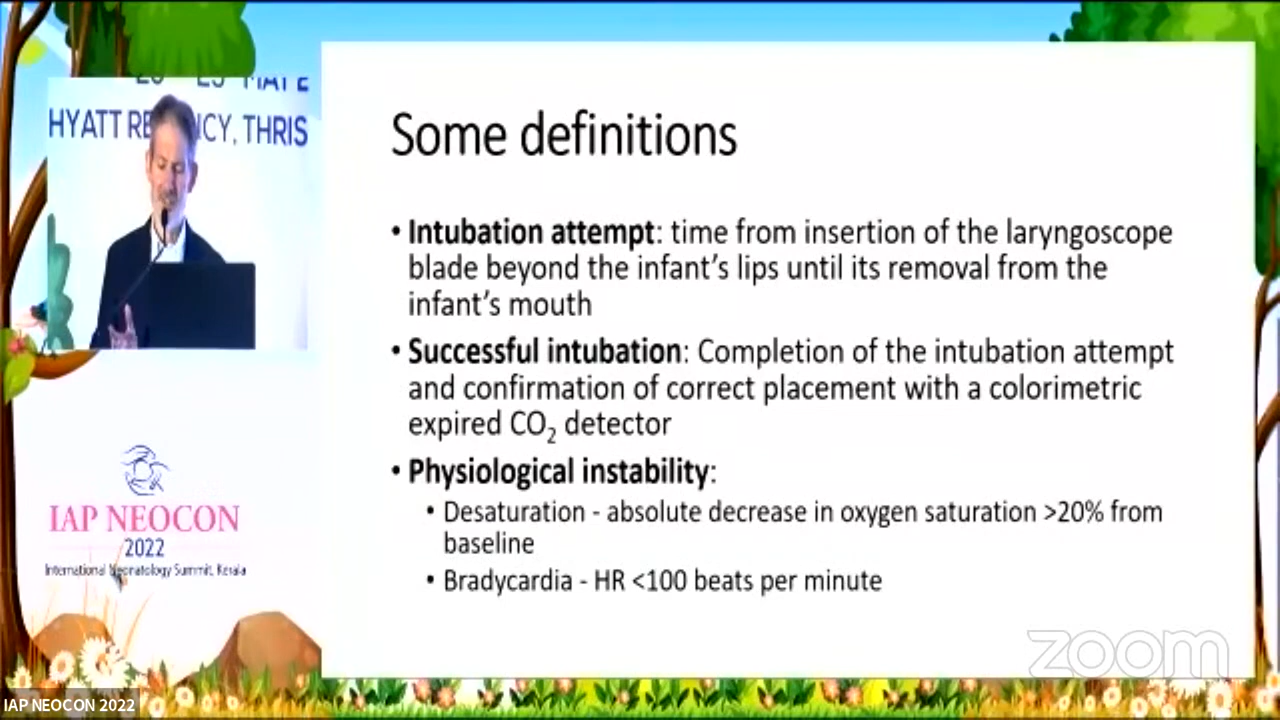 HYATT RE NCY, THRIS
Some definitions
• Intubation attempt: time from insertion of the laryngoscope
blade beyond the infant's lips until its removal from the
infant's mouth
• Successful intubation: Completion of the intubation attempt
and confirmation of correct placement with a colorimetric
expired CO₂ detector
• Physiological instability:
• Desaturation - absolute decrease in oxygen saturation >20% from
baseline
• Bradycardia - HR <100 beats per minute
IAP NEOCON
2022
International Neonatology Summit, Kerala
zoom
IAP NEOCON 2022